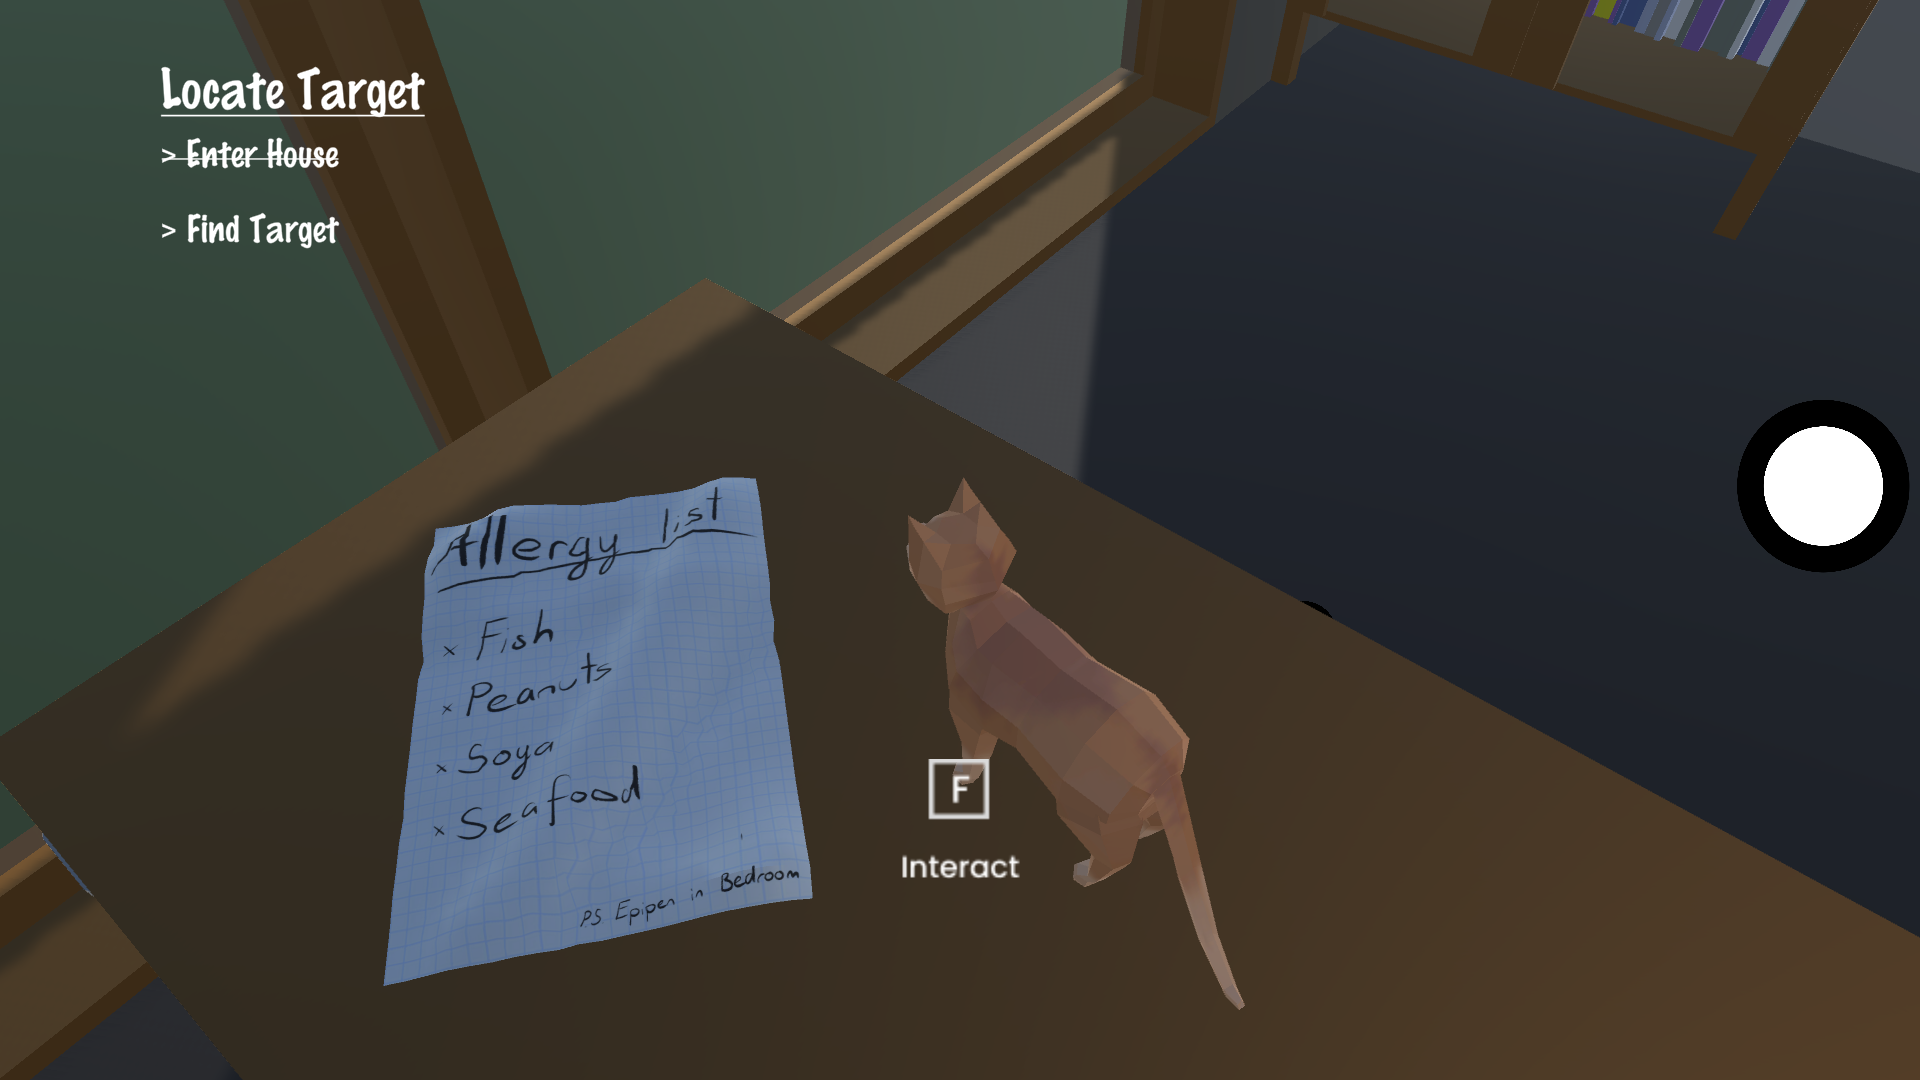 Locate Target
> Enter House
> Find Target
Allergy list
× Fish
× Peanuts
× Soya
× Seafood
PS Epipen in Bedroom
F
Interact